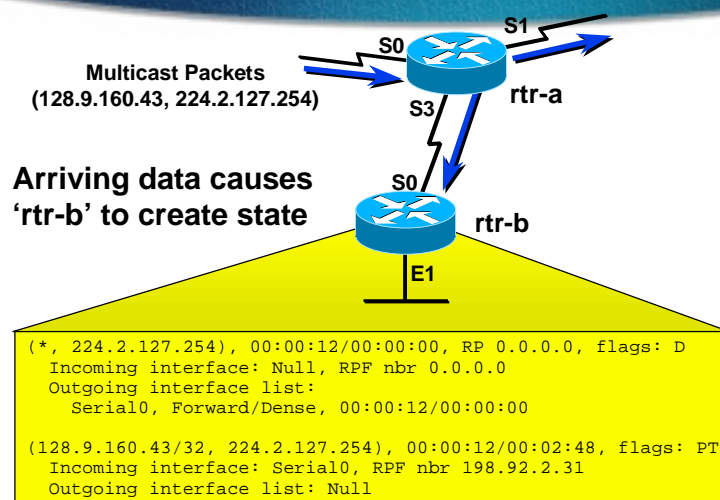 S1
S0
Multicast Packets
(128.9.160.43, 224.2.127.254)
rtr-a
S3
Arriving data causes
'rtr-b' to create state
S0
rtr-b
E1
(*, 224.2.127.254), 00:00:12/00:00:00, RP 0.0.0.0, flags: D
Incoming interface: Null, RPF nbr 0.0.0.0
Outgoing interface list:
Serial0, Forward/Dense, 00:00:12/00:00:00
(128.9.160.43/32, 224.2.127.254), 00:00:12/00:02:48, flags: PT
Incoming interface: Serial0, RPF nbr 198.92.2.31
Outgoing interface list: Null